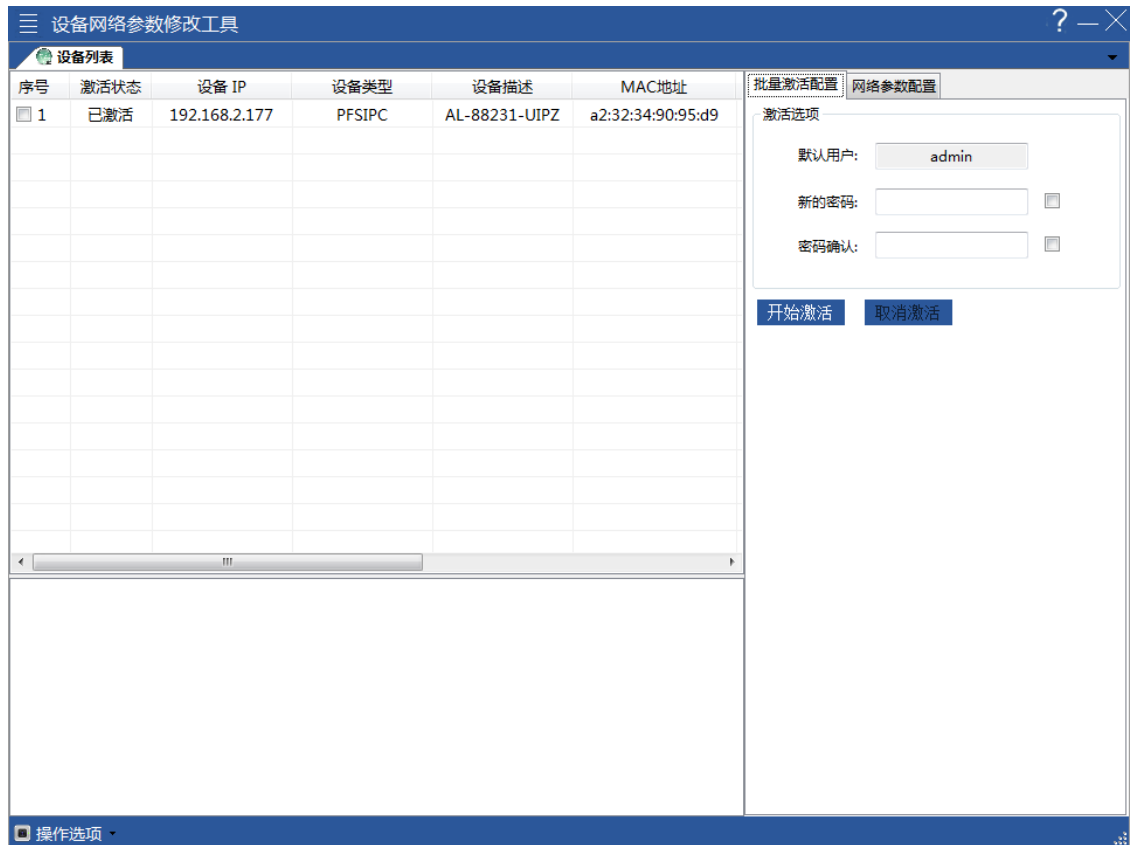 设备网络参数修改工具
设备列表
序号 激活状态 设备 IP 设备类型 设备描述 MAC地址
1 已激活 192.168.2.177 PFSIPC AL-88231-UIPZ a2:32:34:90:95:d9
批量激活配置 网络参数配置
激活选项
默认用户: admin
新的密码:
密码确认:
开始激活 取消激活
操作选项